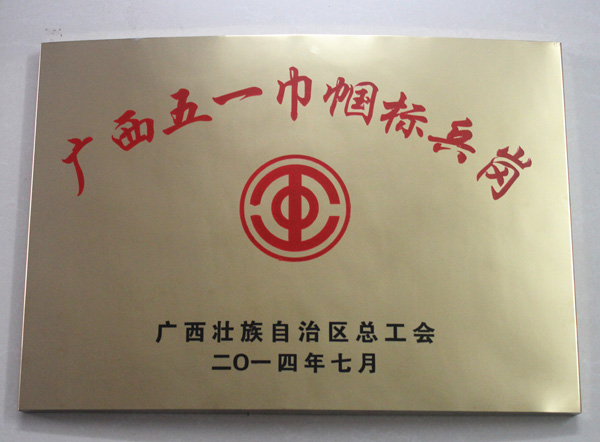 广西五一巾帼标兵岗
广西壮族自治区总工会
二〇一四年七月